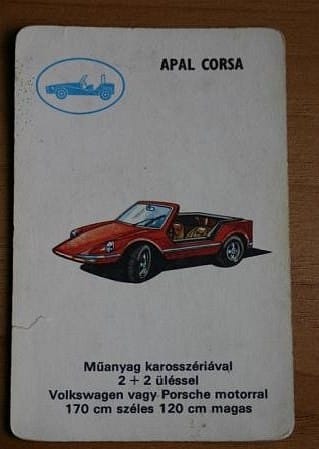 APAL CORSA
Műanyag karosszériával
2 + 2 üléssel
Volkswagen vagy Porsche motorral
170 cm széles 120 cm magas